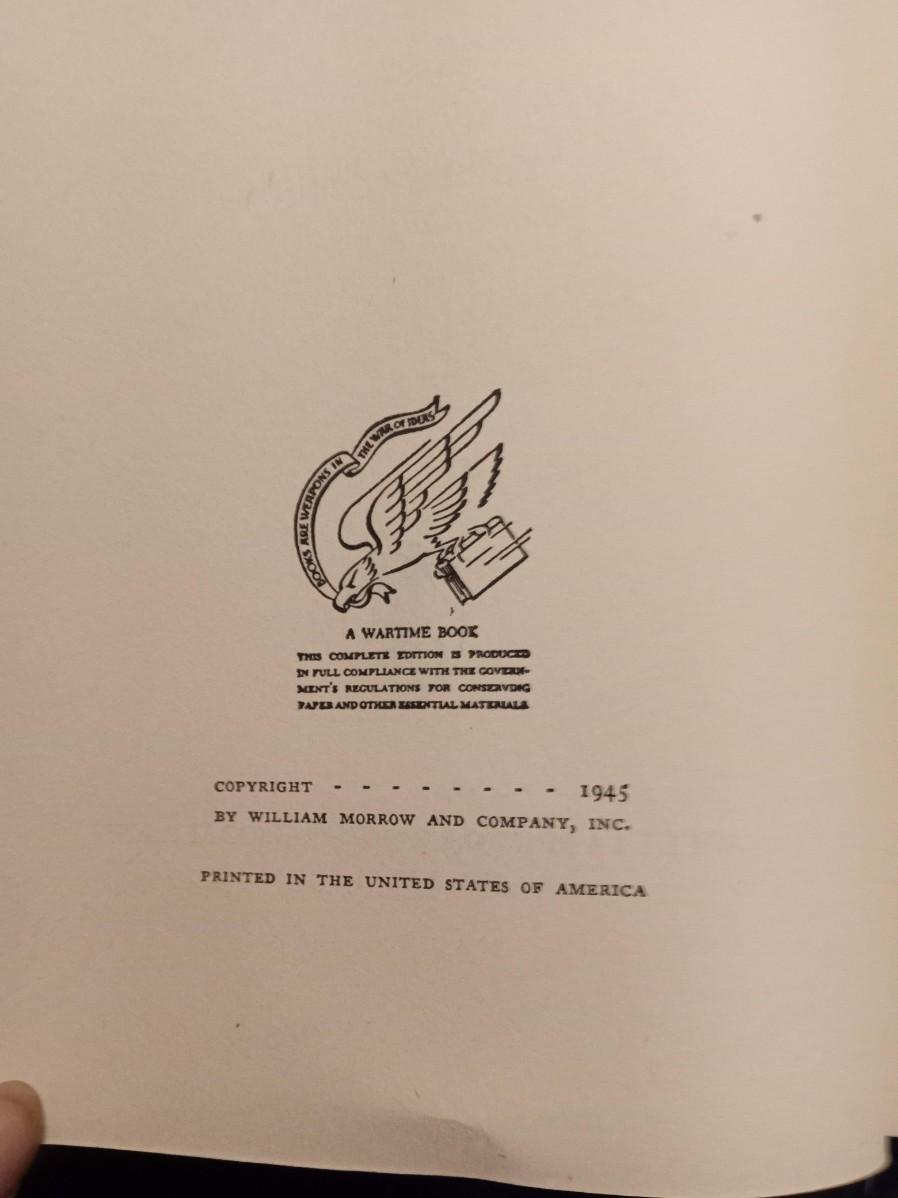 BOOKS ARE WEAPONS IN THE WAR OF IDEAS
A WARTIME BOOK
THIS COMPLETE EDITION IS PRODUCED
IN FULL COMPLIANCE WITH THE GOVERN-
MENT'S REGULATIONS FOR CONSERVING
PAPER AND OTHER ESSENTIAL MATERIALS.
COPYRIGHT - - - - - - - - 1945
BY WILLIAM MORROW AND COMPANY, INC.
PRINTED IN THE UNITED STATES OF AMERICA